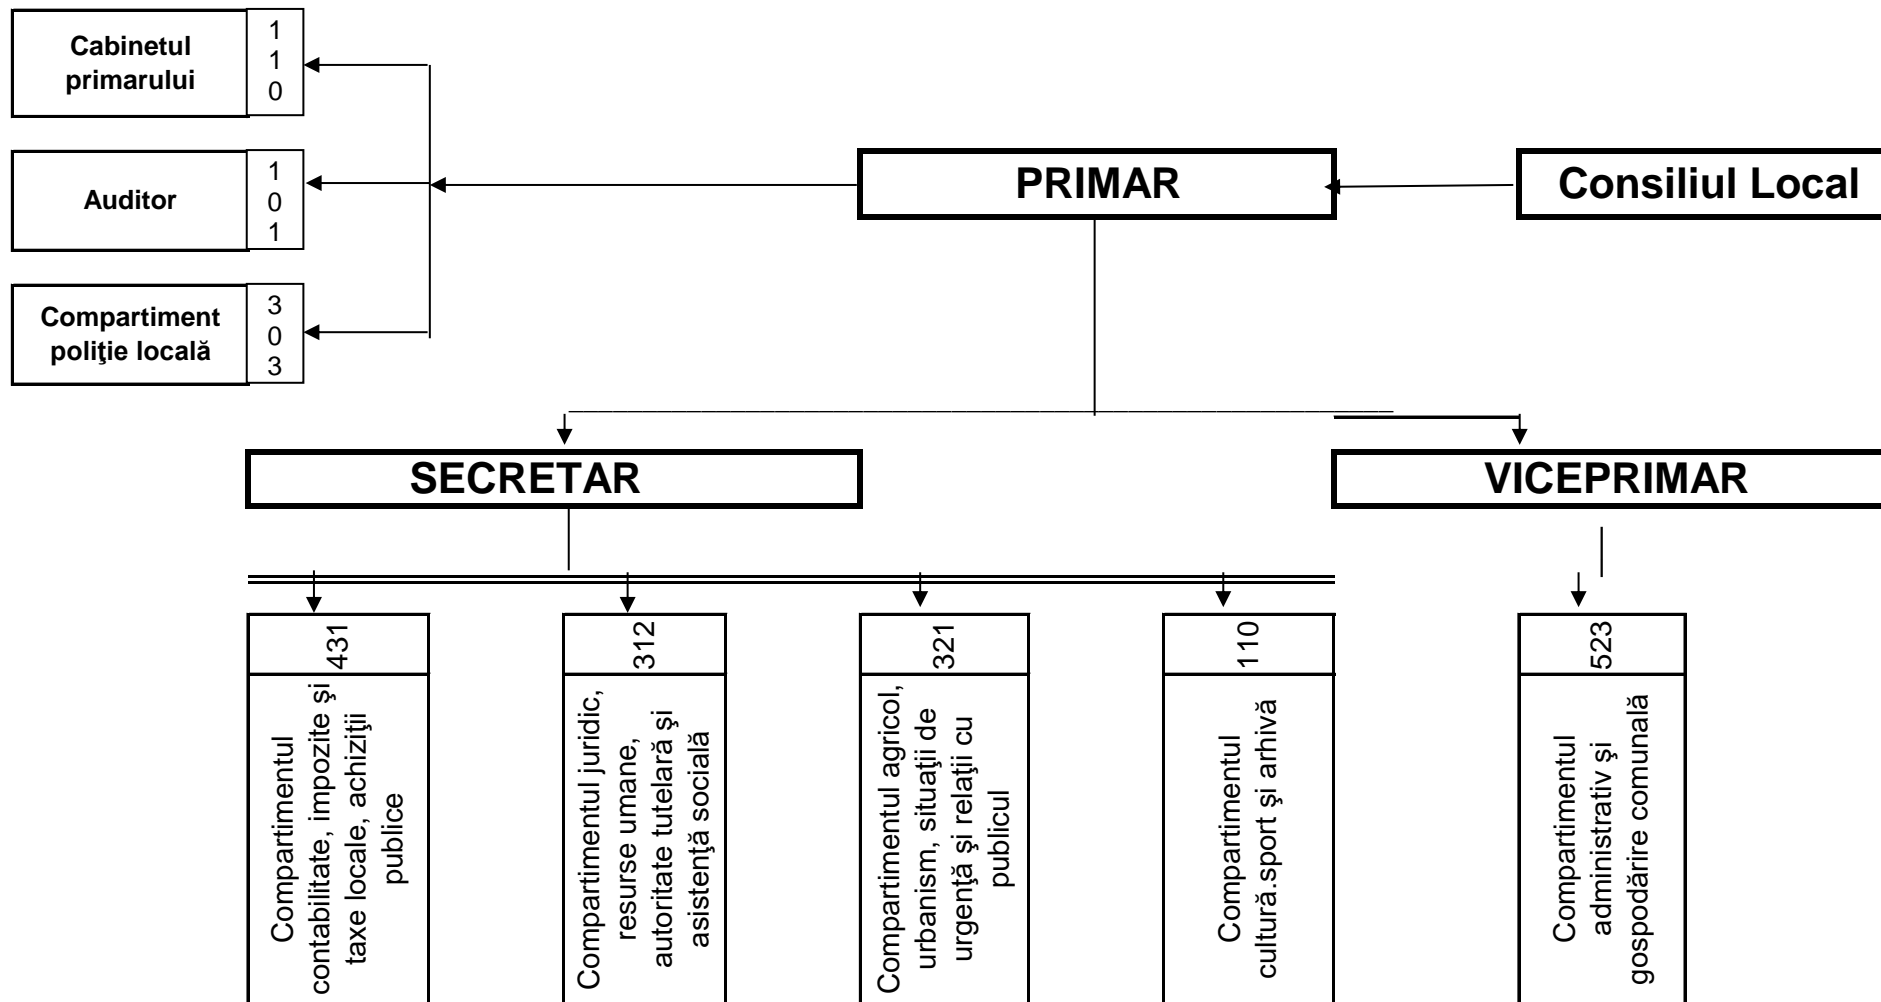 Cabinetul
primarului
1
1
0
Auditor
1
0
1
Compartiment
poliţie locală
3
0
3
PRIMAR
Consiliul Local
SECRETAR
VICEPRIMAR
431
Compartimentul
contabilitate, impozite şi
taxe locale, achiziţii
publice
312
Compartimentul juridic,
resurse umane,
autoritate tutelară şi
asistenţă socială
321
Compartimentul agricol,
urbanism, situaţii de
urgenţă şi relaţii cu
publicul
110
Compartimentul
cultură.sport şi arhivă
523
Compartimentul
administrativ şi
gospodărire comunală